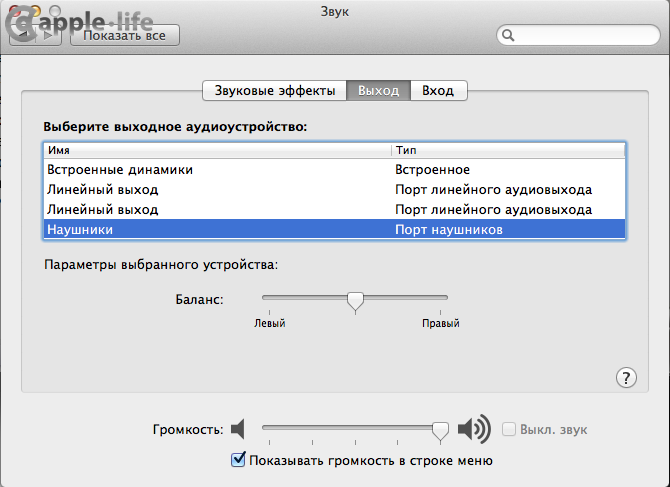 apple-life
Звук
Показать все
Звуковые эффекты Выход Вход
Выберите выходное аудиоустройство:
Имя Тип
Встроенные динамики Встроенное
Линейный выход Порт линейного аудиовыхода
Линейный выход Порт линейного аудиовыхода
Наушники Порт наушников
Параметры выбранного устройства:
Баланс:
Левый Правый
?
Громкость: Выкл. звук
Показывать громкость в строке меню